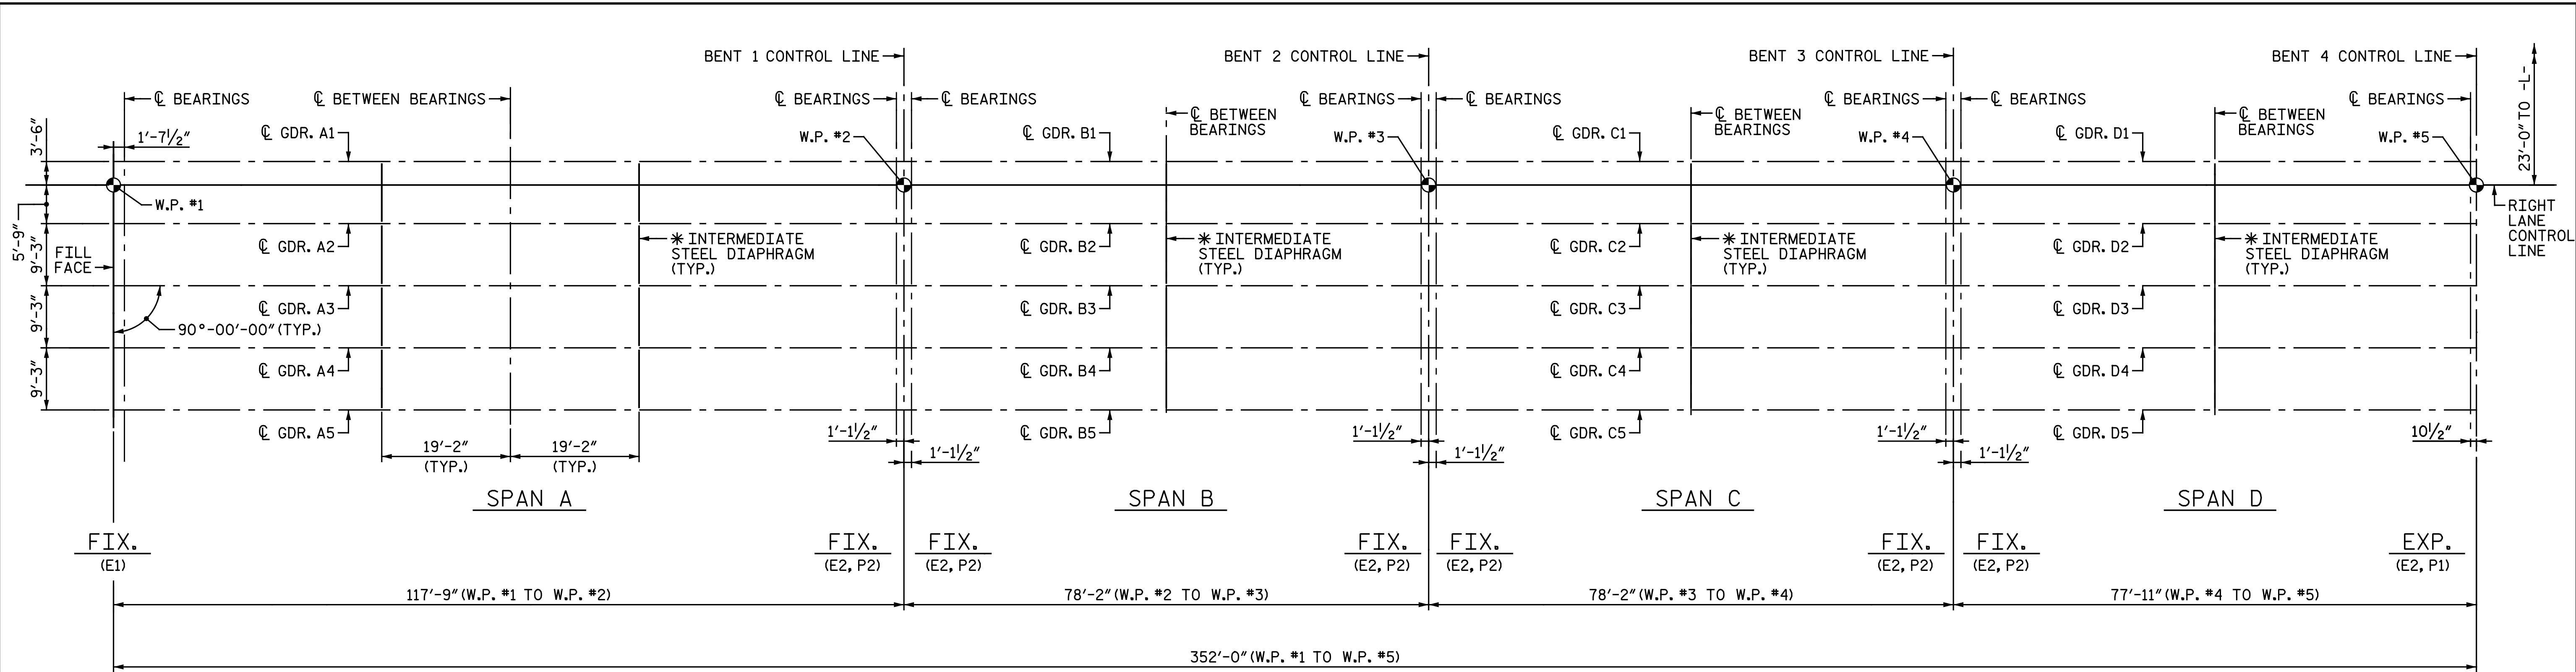 BENT 1 CONTROL LINE
BENT 2 CONTROL LINE
BENT 3 CONTROL LINE
BENT 4 CONTROL LINE
℄ BEARINGS
℄ BETWEEN BEARINGS
℄ BEARINGS
℄ BEARINGS
℄ BETWEEN
BEARINGS
℄ BEARINGS
℄ BEARINGS
℄ BETWEEN
BEARINGS
℄ BEARINGS
℄ BEARINGS
℄ BETWEEN
BEARINGS
℄ BEARINGS
23'-0" TO -L-
3'-6"
1'-7½"
℄ GDR. A1
W.P. #2
℄ GDR. B1
W.P. #3
℄ GDR. C1
W.P. #4
℄ GDR. D1
W.P. #5
W.P. #1
5'-9"
9'-3"
9'-3"
9'-3"
FILL
FACE
90°-00'-00" (TYP.)
℄ GDR. A2
℄ GDR. A3
℄ GDR. A4
℄ GDR. A5
* INTERMEDIATE
STEEL DIAPHRAGM
(TYP.)
℄ GDR. B2
℄ GDR. B3
℄ GDR. B4
℄ GDR. B5
* INTERMEDIATE
STEEL DIAPHRAGM
(TYP.)
℄ GDR. C2
℄ GDR. C3
℄ GDR. C4
℄ GDR. C5
* INTERMEDIATE
STEEL DIAPHRAGM
(TYP.)
℄ GDR. D2
℄ GDR. D3
℄ GDR. D4
℄ GDR. D5
* INTERMEDIATE
STEEL DIAPHRAGM
(TYP.)
RIGHT
LANE
CONTROL
LINE
19'-2"
(TYP.)
19'-2"
(TYP.)
1'-1½"
1'-1½"
1'-1½"
1'-1½"
1'-1½"
1'-1½"
10½"
SPAN A
SPAN B
SPAN C
SPAN D
FIX.
(E1)
FIX.
(E2, P2)
FIX.
(E2, P2)
FIX.
(E2, P2)
FIX.
(E2, P2)
FIX.
(E2, P2)
FIX.
(E2, P2)
EXP.
(E2, P1)
117'-9" (W.P. #1 TO W.P. #2)
78'-2" (W.P. #2 TO W.P. #3)
78'-2" (W.P. #3 TO W.P. #4)
77'-11" (W.P. #4 TO W.P. #5)
352'-0" (W.P. #1 TO W.P. #5)